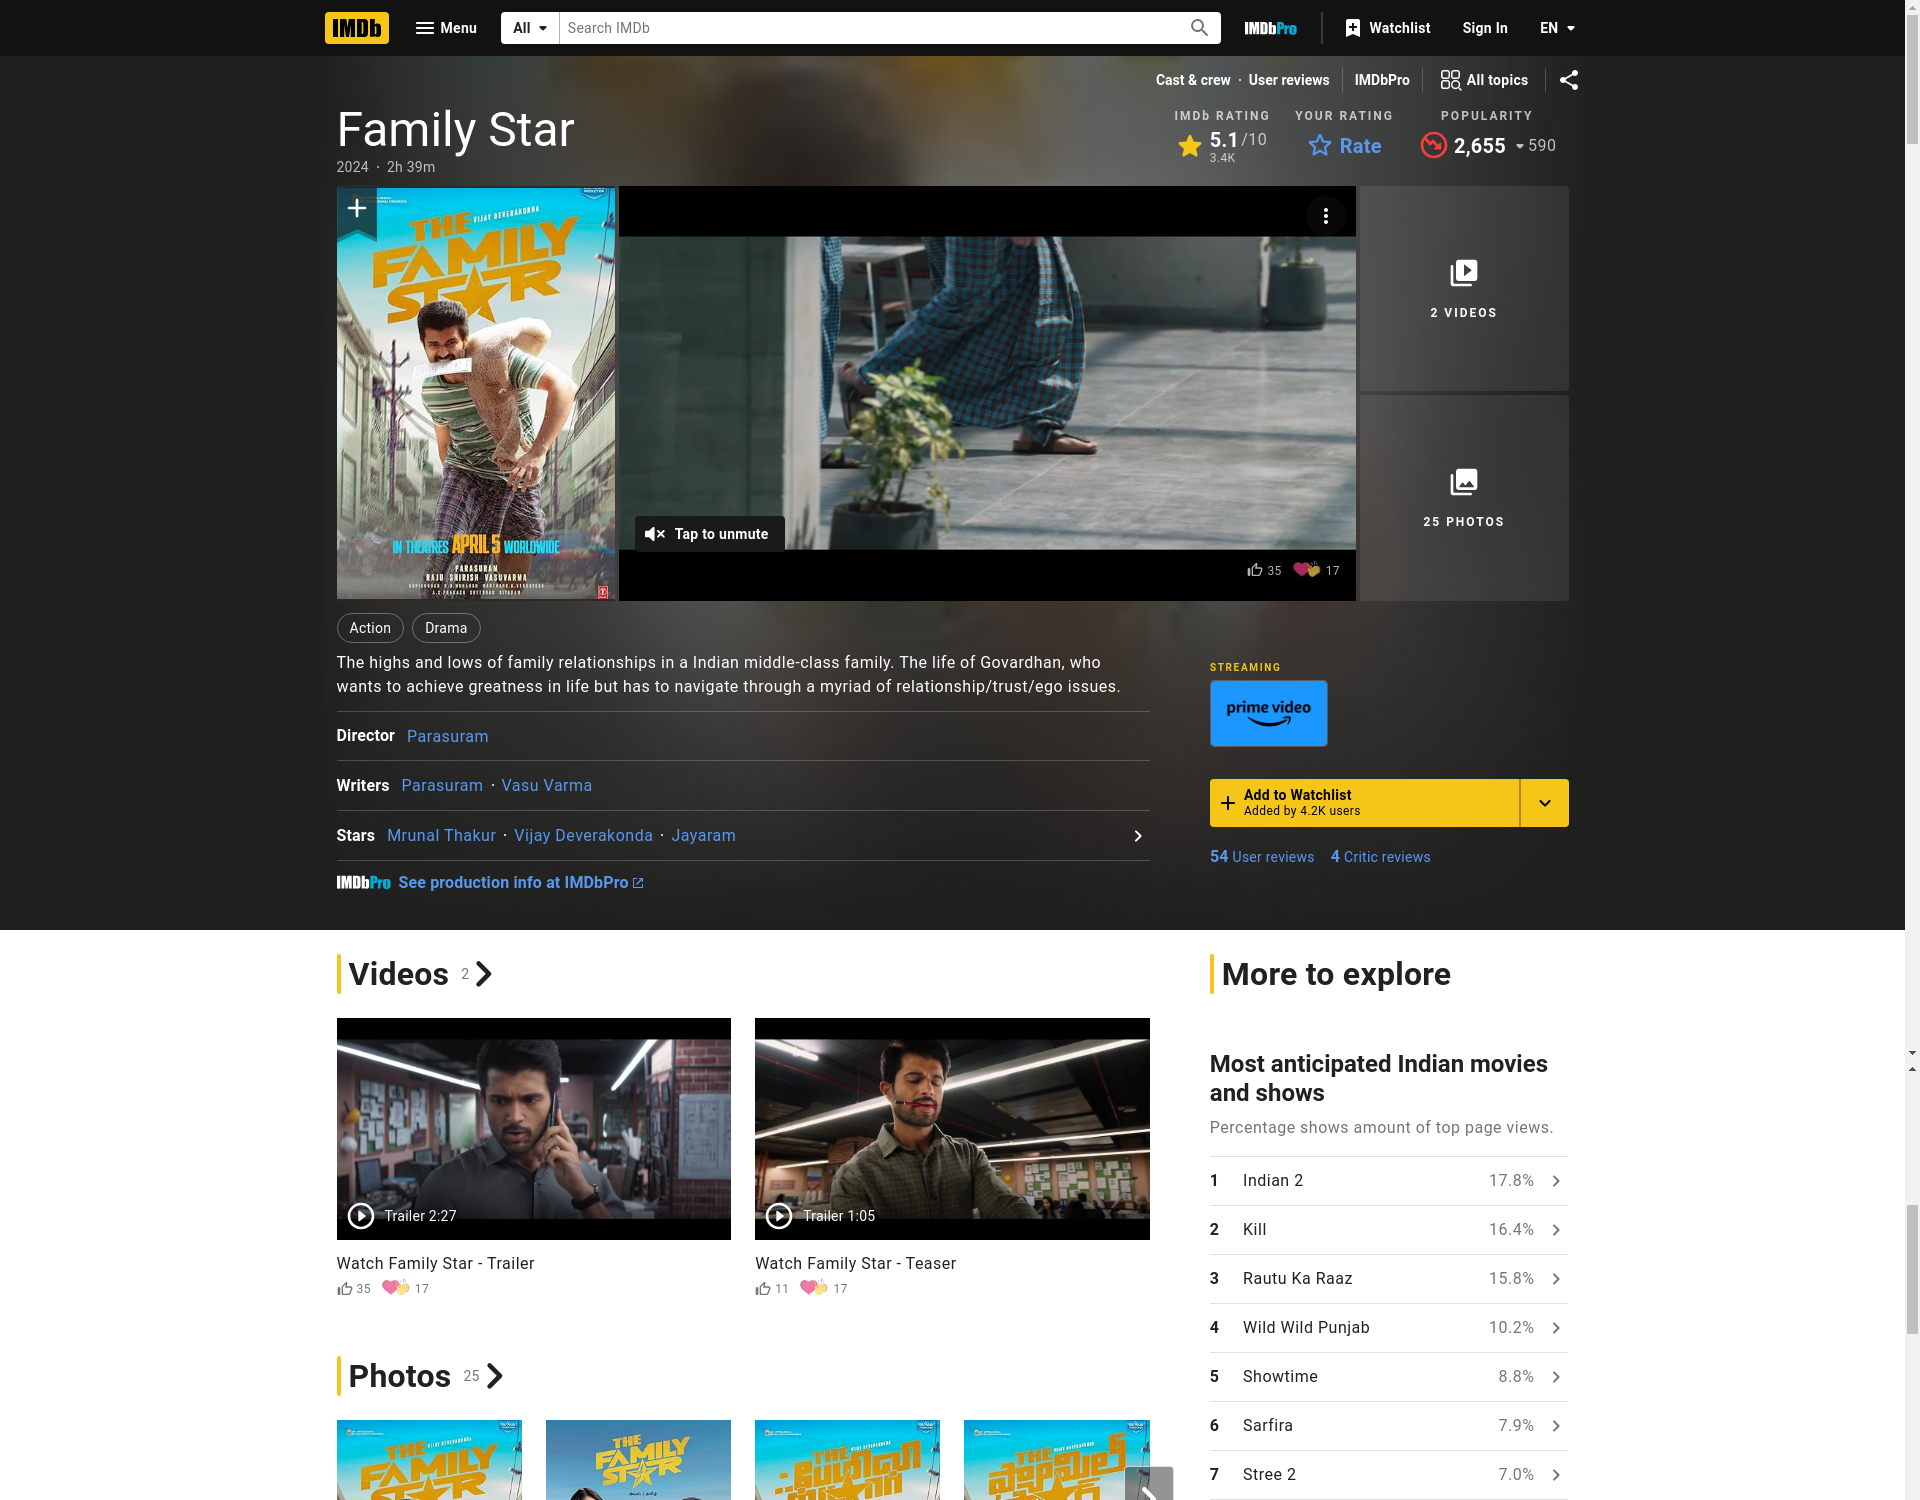 IMDb
Menu
All
Search IMDb
IMDbPro
Watchlist
Sign In
EN
Cast & crew · User reviews
IMDbPro
All topics
Family Star
2024 · 2h 39m
IMDb RATING
5.1/10
3.4K
YOUR RATING
Rate
POPULARITY
2,655
590
VIJAY DEVERAKONDA
THE
FAMILY
STAR
IN THEATRES APRIL 5 WORLDWIDE
PARASURAM
RAJU SHIRISH VASUVARMA
Tap to unmute
35
17
2 VIDEOS
25 PHOTOS
Action
Drama
The highs and lows of family relationships in a Indian middle-class family. The life of Govardhan, who
wants to achieve greatness in life but has to navigate through a myriad of relationship/trust/ego issues.
Director Parasuram
Writers Parasuram · Vasu Varma
Stars Mrunal Thakur · Vijay Deverakonda · Jayaram
IMDbPro See production info at IMDbPro
STREAMING
prime video
Add to Watchlist
Added by 4.2K users
54 User reviews 4 Critic reviews
Videos 2
Trailer 2:27
Watch Family Star - Trailer
35
17
Trailer 1:05
Watch Family Star - Teaser
11
17
Photos 25
THE
FAMILY
STAR
THE
FAMILY
STAR
THE
THE
More to explore
Most anticipated Indian movies
and shows
Percentage shows amount of top page views.
1 Indian 2 17.8%
2 Kill 16.4%
3 Rautu Ka Raaz 15.8%
4 Wild Wild Punjab 10.2%
5 Showtime 8.8%
6 Sarfira 7.9%
7 Stree 2 7.0%